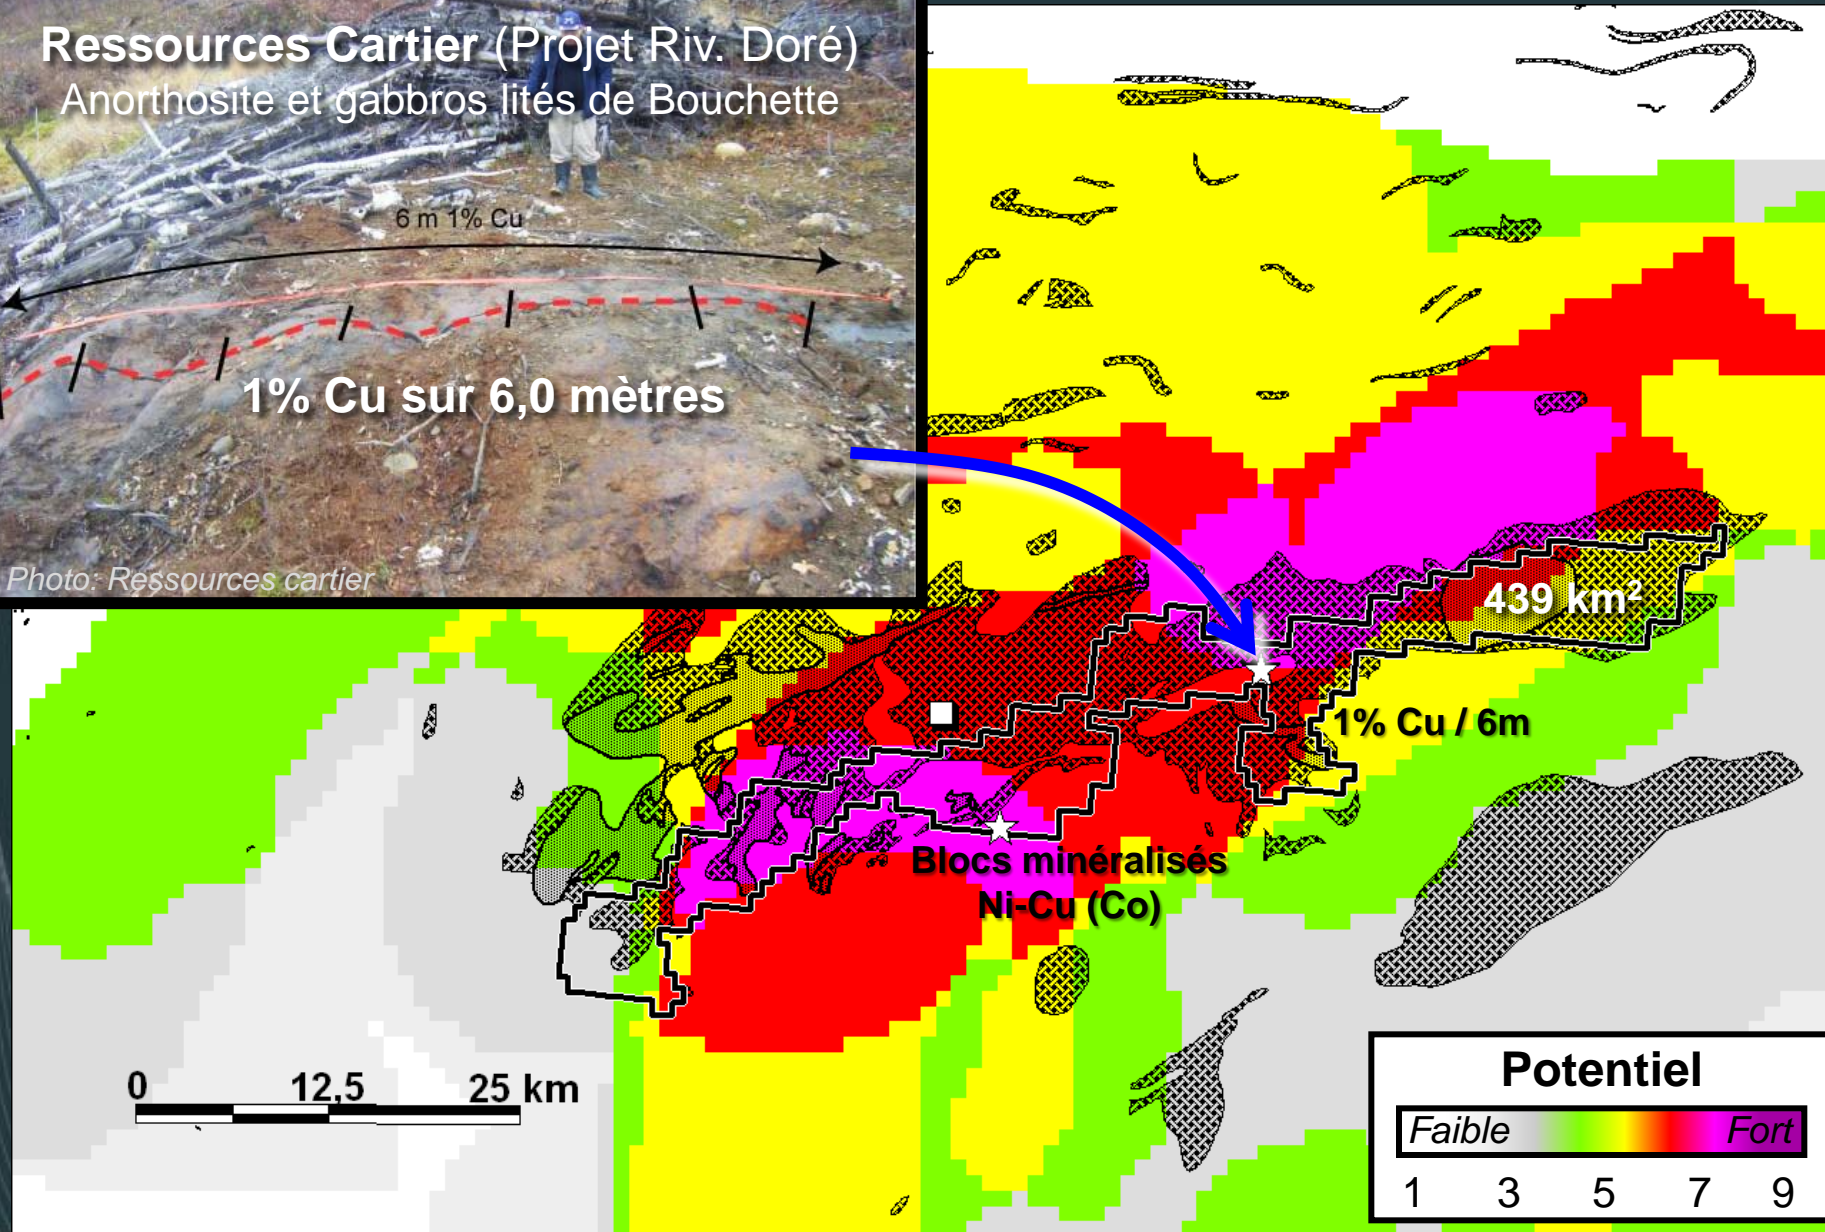 Ressources Cartier (Projet Riv. Doré)
Anorthosite et gabbros lités de Bouchette
6 m 1% Cu
1% Cu sur 6,0 mètres
Photo: Ressources cartier
439 km²
1% Cu / 6m
Blocs minéralisés
Ni-Cu (Co)
0 12,5 25 km
Potentiel
Faible Fort
1 3 5 7 9